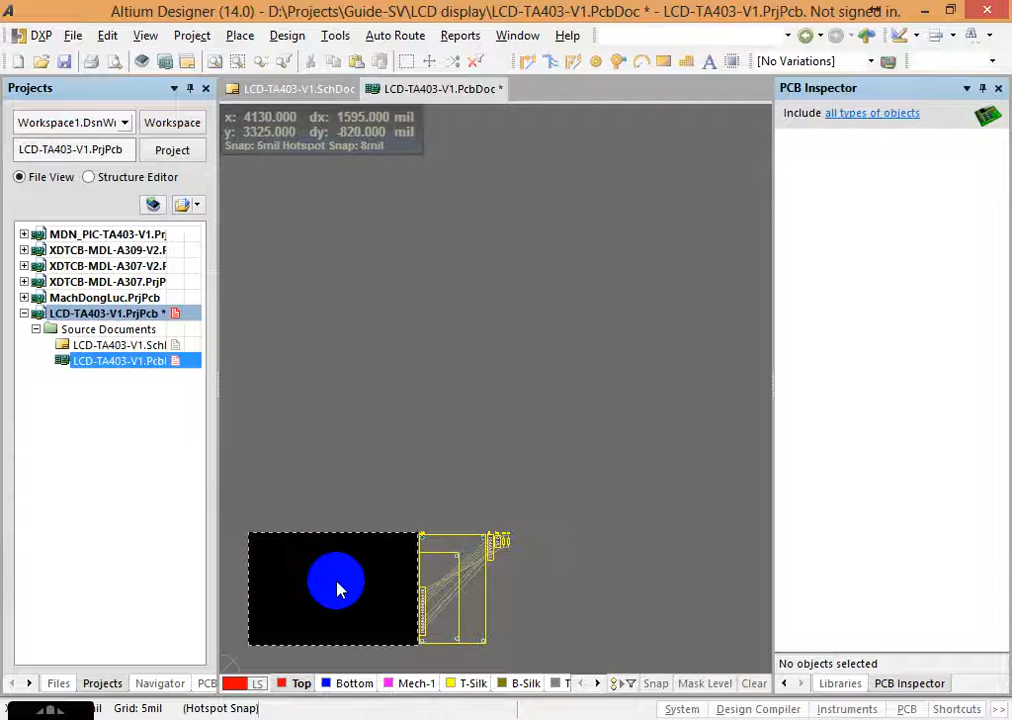 Altium Designer (14.0) - D:\Projects\Guide-SV\LCD display\LCD-TA403-V1.PcbDoc * - LCD-TA403-V1.PrjPcb. Not signed in.
DXP File Edit View Project Place Design Tools Auto Route Reports Window Help
[No Variations]
Projects
LCD-TA403-V1.SchDoc LCD-TA403-V1.PcbDoc *
PCB Inspector
Workspace1.DsnWr Workspace
LCD-TA403-V1.PrjPcb Project
File View Structure Editor
x: 4130.000 dx: 1595.000 mil
y: 3325.000 dy: -820.000 mil
Snap: 5mil Hotspot Snap: 8mil
Include all types of objects
MDN_PIC-TA403-V1.Prj
XDTCB-MDL-A309-V2.P
XDTCB-MDL-A307-V2.P
XDTCB-MDL-A307.PrjP
MachDongLuc.PrjPcb
LCD-TA403-V1.PrjPcb *
Source Documents
LCD-TA403-V1.SchI
LCD-TA403-V1.PcbI
No objects selected
Files Projects Navigator PCB
LS Top Bottom Mech-1 T-Silk B-Silk T Snap Mask Level Clear
Libraries PCB Inspector
mil Grid: 5mil (Hotspot Snap)
System Design Compiler Instruments PCB Shortcuts >>